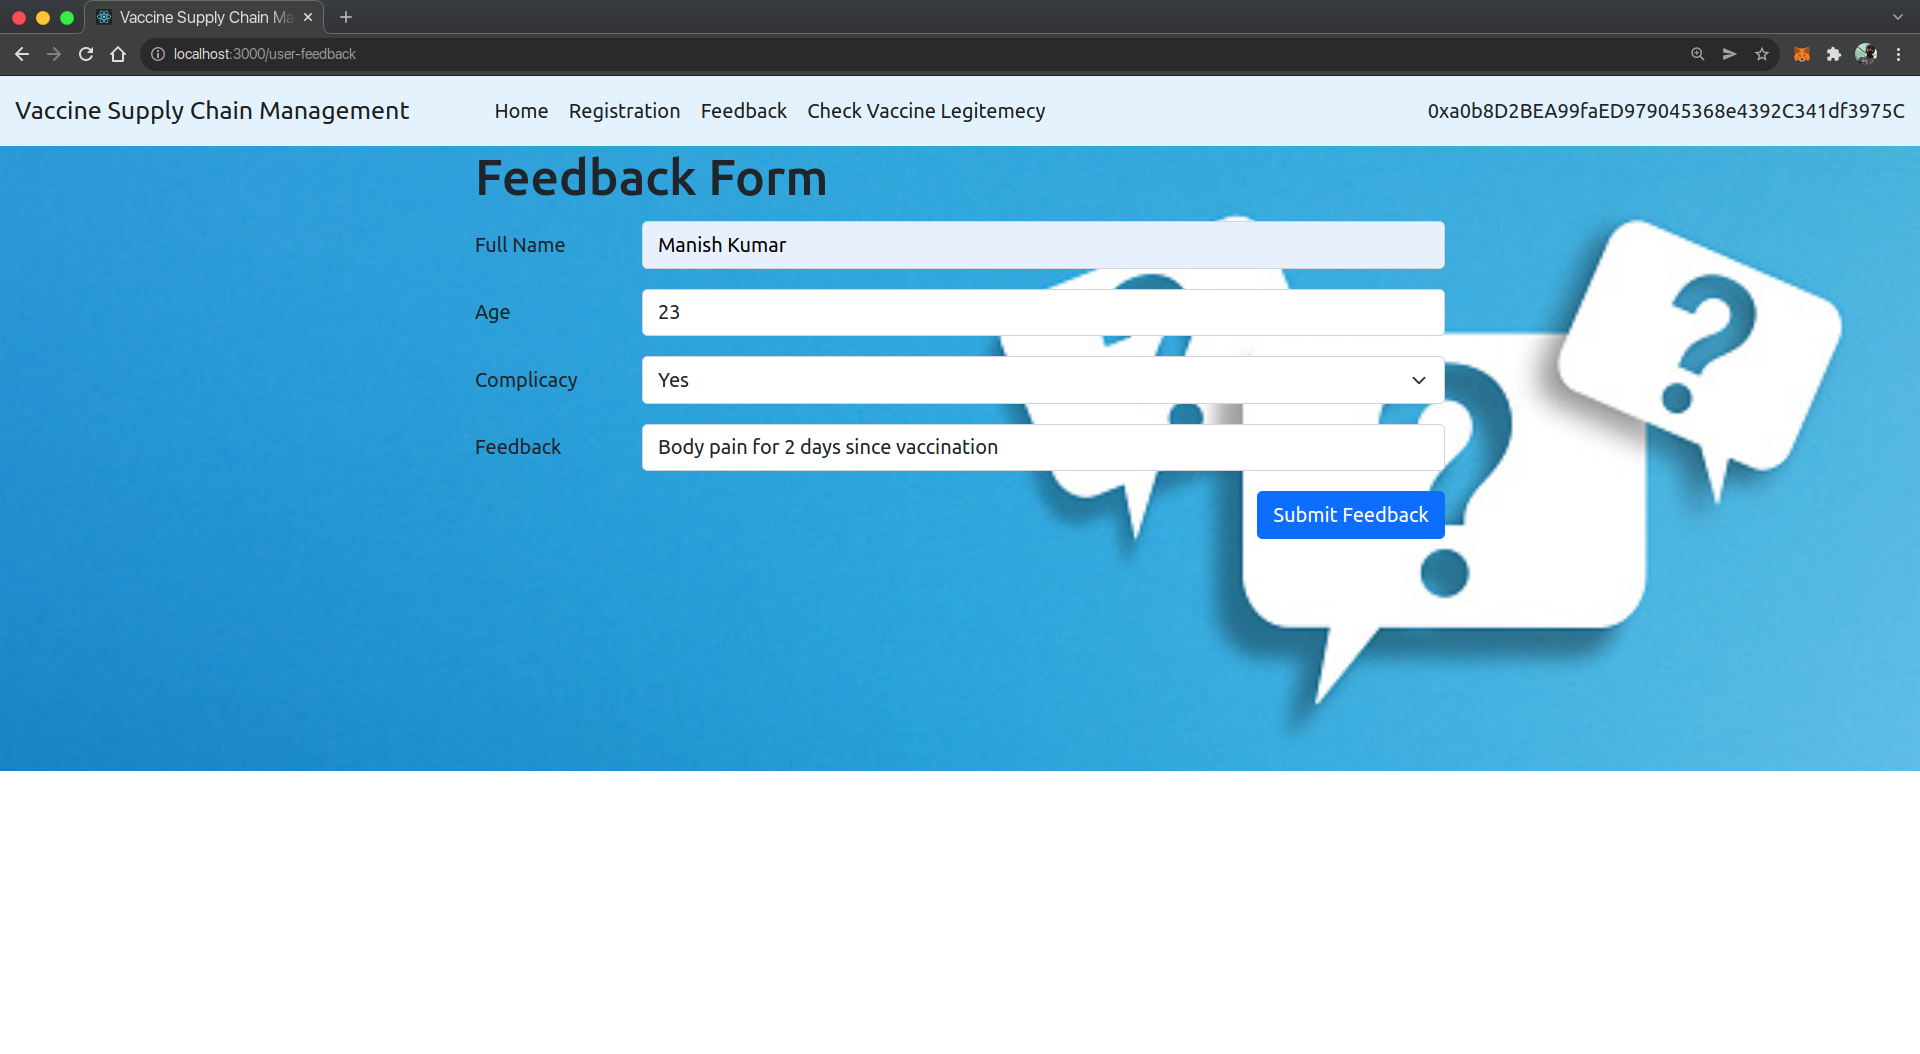 Vaccine Supply Chain Ma
localhost:3000/user-feedback
Vaccine Supply Chain Management Home Registration Feedback Check Vaccine Legitemecy 0xa0b8D2BEA99faED979045368e4392C341df3975C
Feedback Form
Full Name Manish Kumar
Age 23
Complicacy Yes
Feedback Body pain for 2 days since vaccination
Submit Feedback
? ? ?